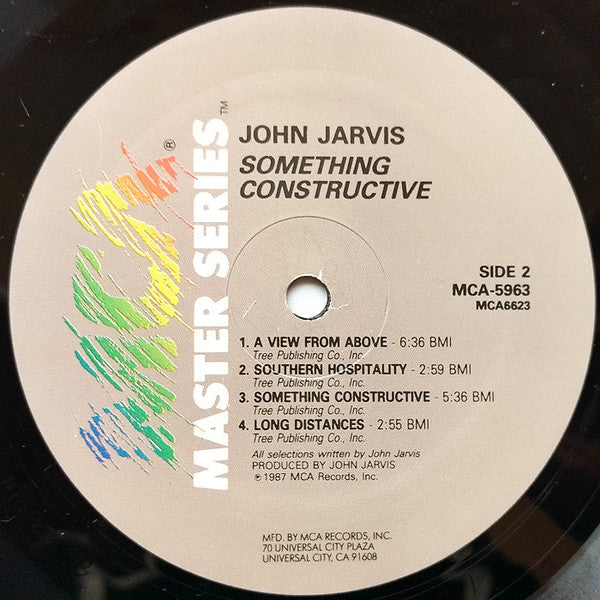 MCA®
MASTER SERIES™
JOHN JARVIS
SOMETHING
CONSTRUCTIVE
SIDE 2
MCA-5963
MCA6623
1. A VIEW FROM ABOVE - 6:36 BMI
Tree Publishing Co., Inc.
2. SOUTHERN HOSPITALITY - 2:59 BMI
Tree Publishing Co., Inc.
3. SOMETHING CONSTRUCTIVE - 5:36 BMI
Tree Publishing Co., Inc.
4. LONG DISTANCES - 2:55 BMI
Tree Publishing Co., Inc.
All selections written by John Jarvis
PRODUCED BY JOHN JARVIS
℗ 1987 MCA Records, Inc.
MFD. BY MCA RECORDS, INC.
70 UNIVERSAL CITY PLAZA
UNIVERSAL CITY, CA 91608